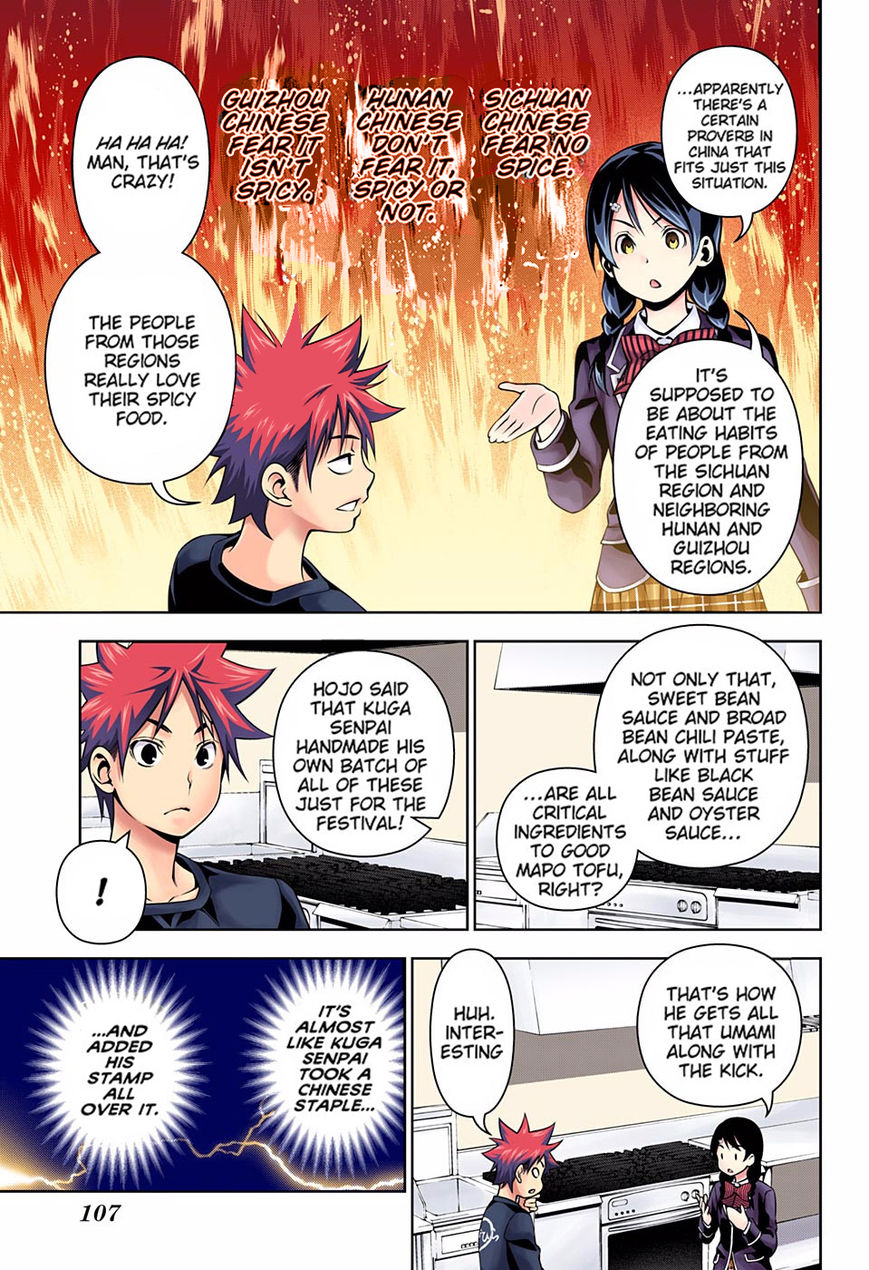 ...APPARENTLY
THERE'S A
CERTAIN
PROVERB IN
CHINA THAT
FITS JUST THIS
SITUATION.
SICHUAN
CHINESE
FEAR NO
SPICE.
HUNAN
CHINESE
DON'T
FEAR IT,
SPICY OR
NOT.
GUIZHOU
CHINESE
FEAR IT
ISN'T
SPICY.
IT'S
SUPPOSED TO
BE ABOUT THE
EATING HABITS
OF PEOPLE FROM
THE SICHUAN
REGION AND
NEIGHBORING
HUNAN AND
GUIZHOU
REGIONS.
HA HA HA!
MAN, THAT'S
CRAZY!
THE PEOPLE
FROM THOSE
REGIONS
REALLY LOVE
THEIR SPICY
FOOD.
NOT ONLY THAT,
SWEET BEAN
SAUCE AND BROAD
BEAN CHILI PASTE,
ALONG WITH STUFF
LIKE BLACK
BEAN SAUCE
AND OYSTER
SAUCE...
...ARE ALL
CRITICAL
INGREDIENTS
TO GOOD
MAPO TOFU,
RIGHT?
HOJO SAID
THAT KUGA
SENPAI
HANDMADE HIS
OWN BATCH OF
ALL OF THESE
JUST FOR THE
FESTIVAL!
!
THAT'S HOW
HE GETS ALL
THAT UMAMI
ALONG WITH
THE KICK.
HUH.
INTER-
ESTING
IT'S
ALMOST
LIKE KUGA
SENPAI
TOOK A
CHINESE
STAPLE...
...AND
ADDED
HIS
STAMP
ALL
OVER IT.
107